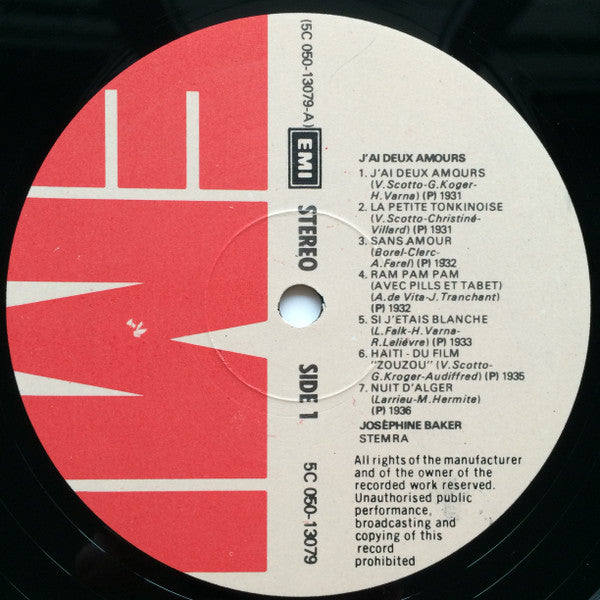 J'AI DEUX AMOURS
1. J'AI DEUX AMOURS
(V.Scotto-G.Koger-
H.Varna) (P) 1931
2. LA PETITE TONKINOISE
(V.Scotto-Christiné-
Villard) (P) 1931
3. SANS AMOUR
(Borel-Clerc-
A.Farel) (P) 1932
4. RAM PAM PAM
(AVEC PILLS ET TABET)
(A.de Vita-J.Tranchant)
(P) 1932
5. SI J'ETAIS BLANCHE
(L.Falk-H.Varna-
R.Lelièvre) (P) 1933
6. HAITI - DU FILM
"ZOUZOU" (V.Scotto-
G.Kroger-Audiffred) (P) 1935
7. NUIT D'ALGER
(Larrieu-M.Hermite)
(P) 1936
JOSÉPHINE BAKER
STEMRA
All rights of the manufacturer
and of the owner of the
recorded work reserved.
Unauthorised public
performance,
broadcasting and
copying of this
record
prohibited
(5C 050-13079-A)
EMI
STEREO
SIDE 1
5C 050-13079
EMI